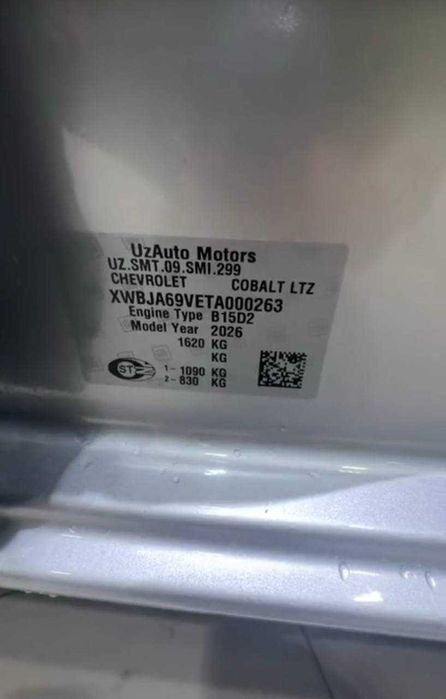 UzAuto Motors
UZ.SMT.09.SMI.299
CHEVROLET COBALT LTZ
XWBJA69VETA000263
Engine Type B15D2
Model Year 2026
1620 KG
KG
1- 1090 KG
2- 830 KG
ST